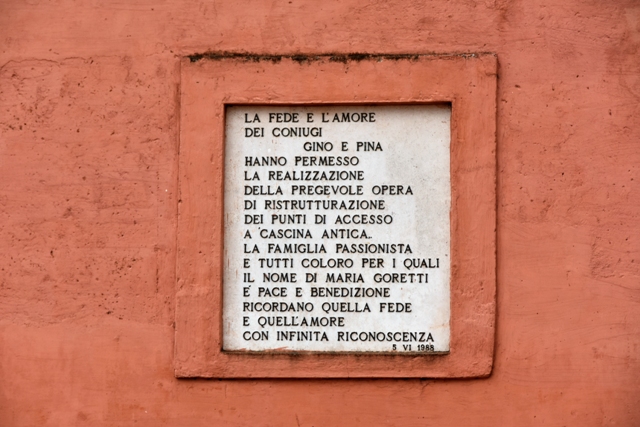 LA FEDE E L'AMORE
DEI CONIUGI
GINO E PINA
HANNO PERMESSO
LA REALIZZAZIONE
DELLA PREGEVOLE OPERA
DI RISTRUTTURAZIONE
DEI PUNTI DI ACCESSO
A CASCINA ANTICA.
LA FAMIGLIA PASSIONISTA
E TUTTI COLORO PER I QUALI
IL NOME DI MARIA GORETTI
E' PACE E BENEDIZIONE
RICORDANO QUELLA FEDE
E QUELL'AMORE
CON INFINITA RICONOSCENZA
5 VI 1988